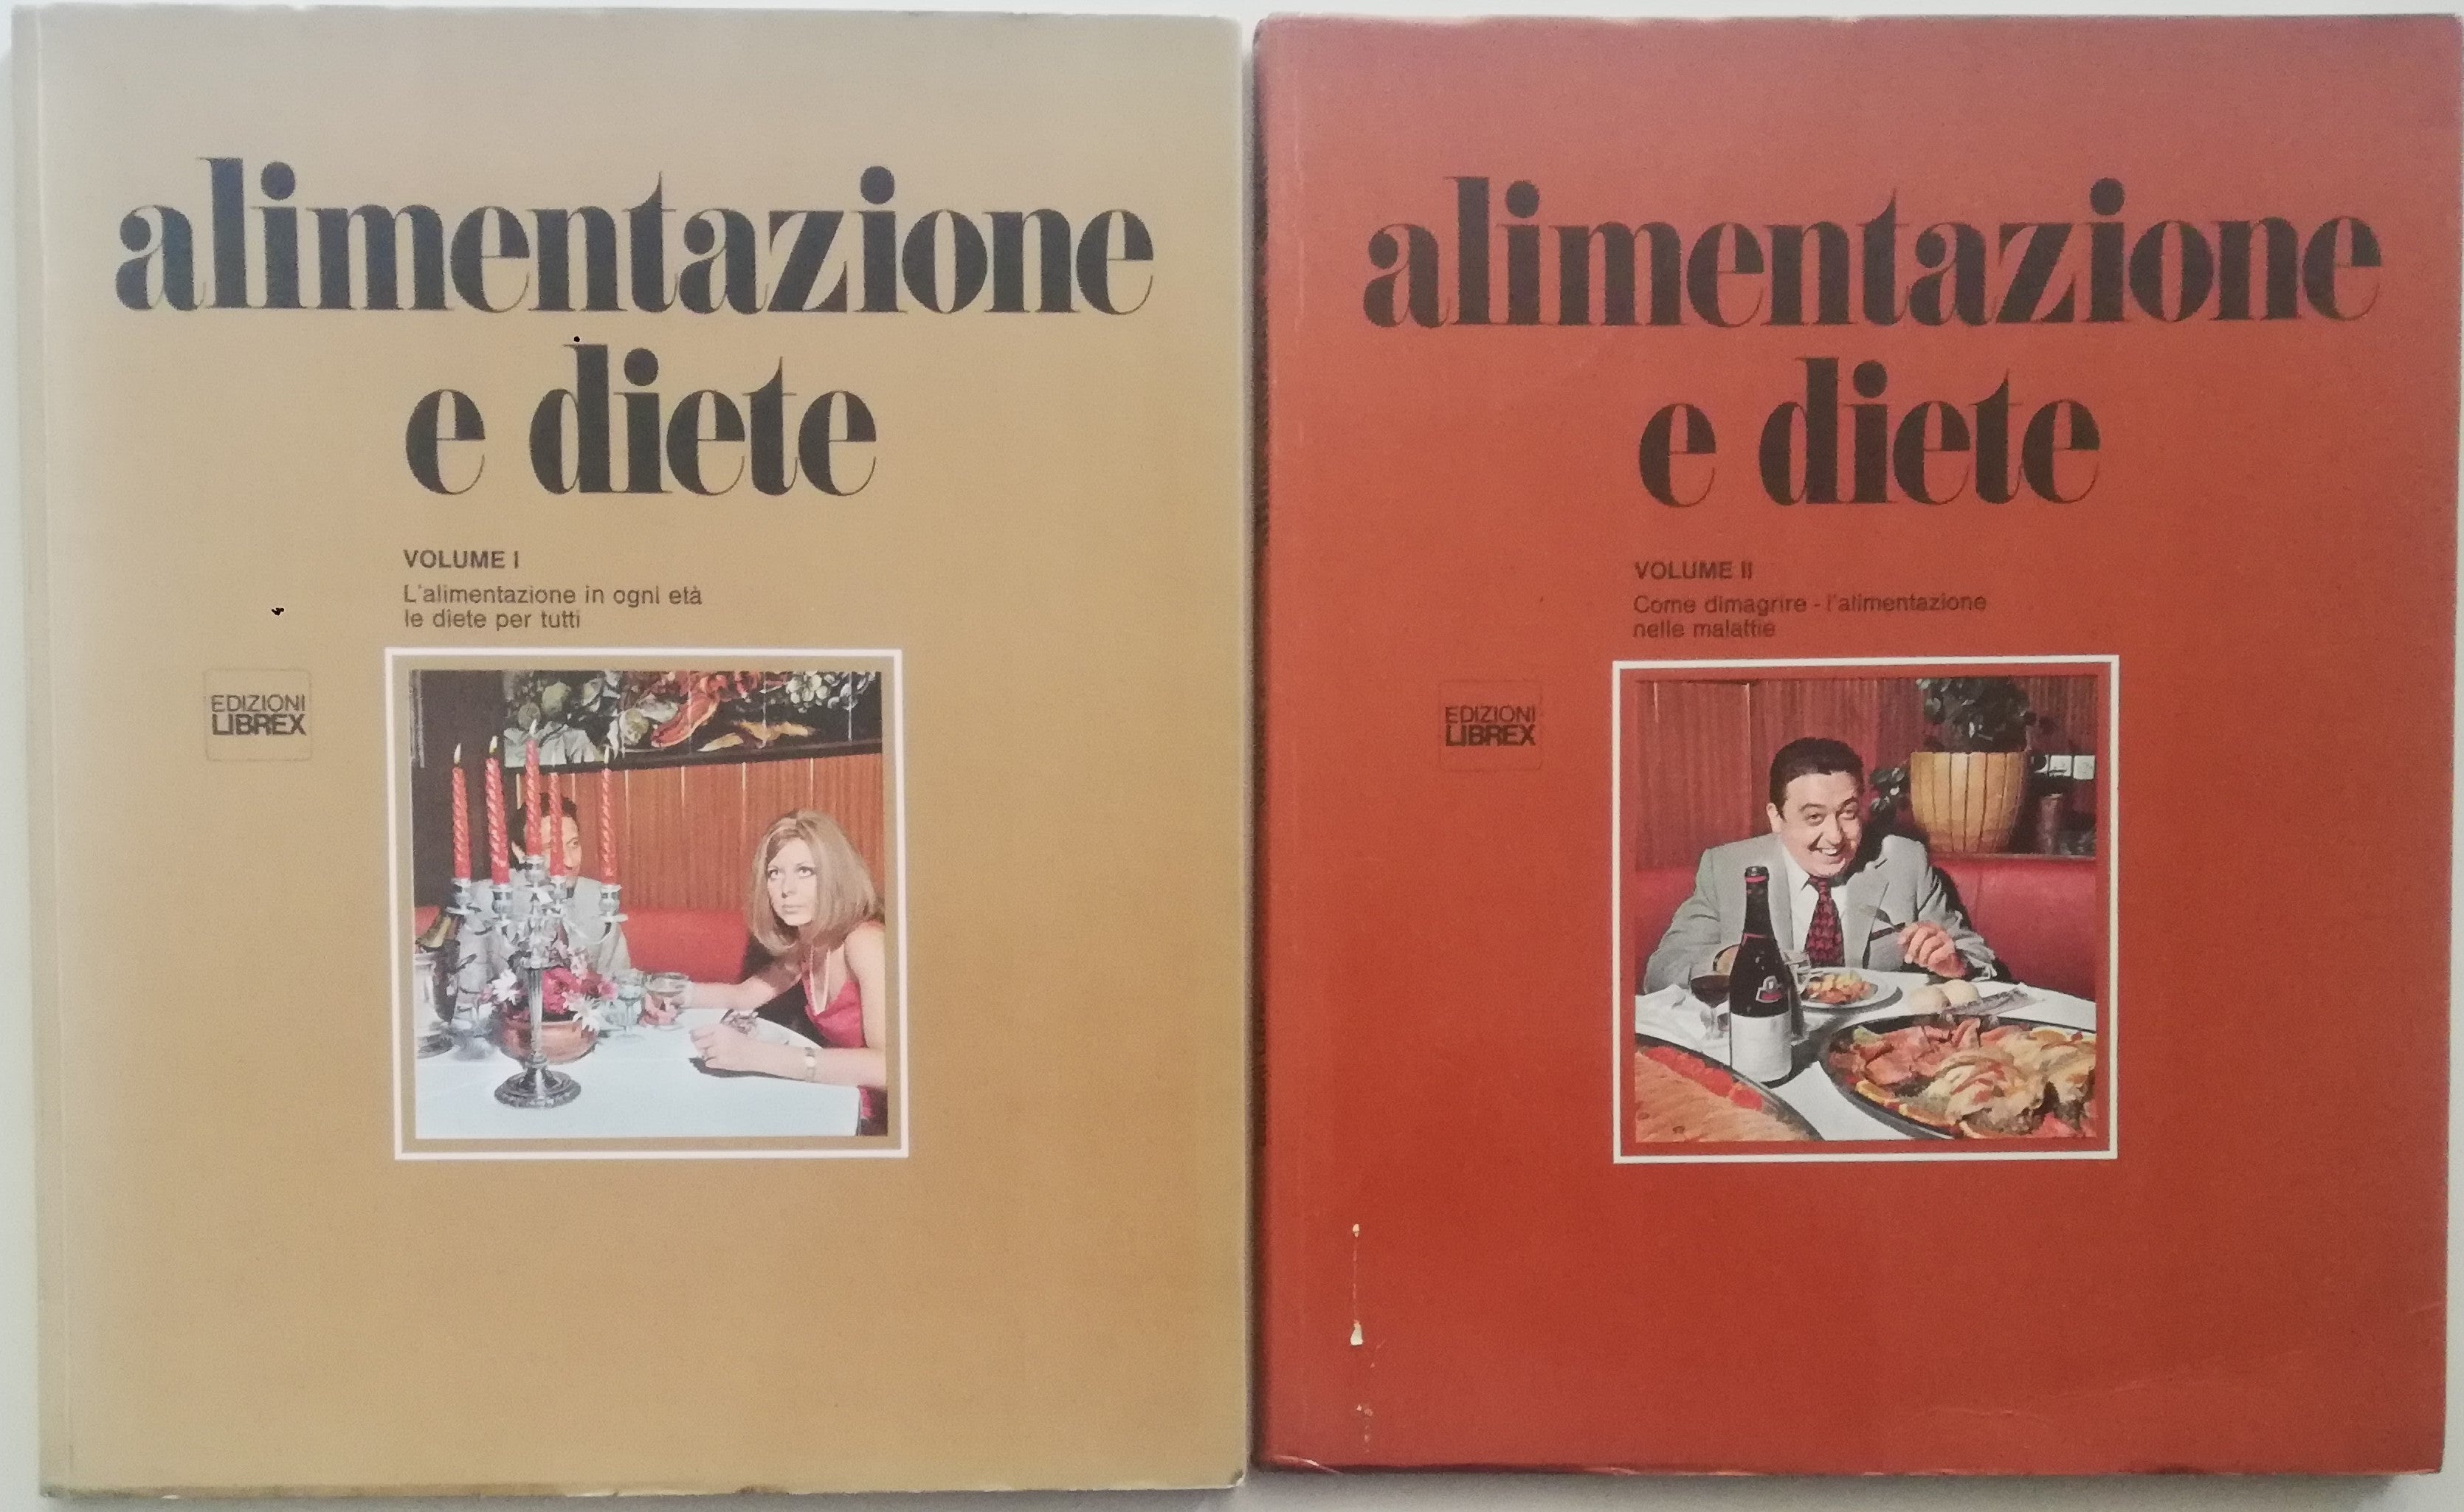 alimentazione
e diete
VOLUME I
L'alimentazione in ogni età
le diete per tutti
EDIZIONI
LIBREX
alimentazione
e diete
VOLUME II
Come dimagrire - l'alimentazione
nelle malattie
EDIZIONI
LIBREX